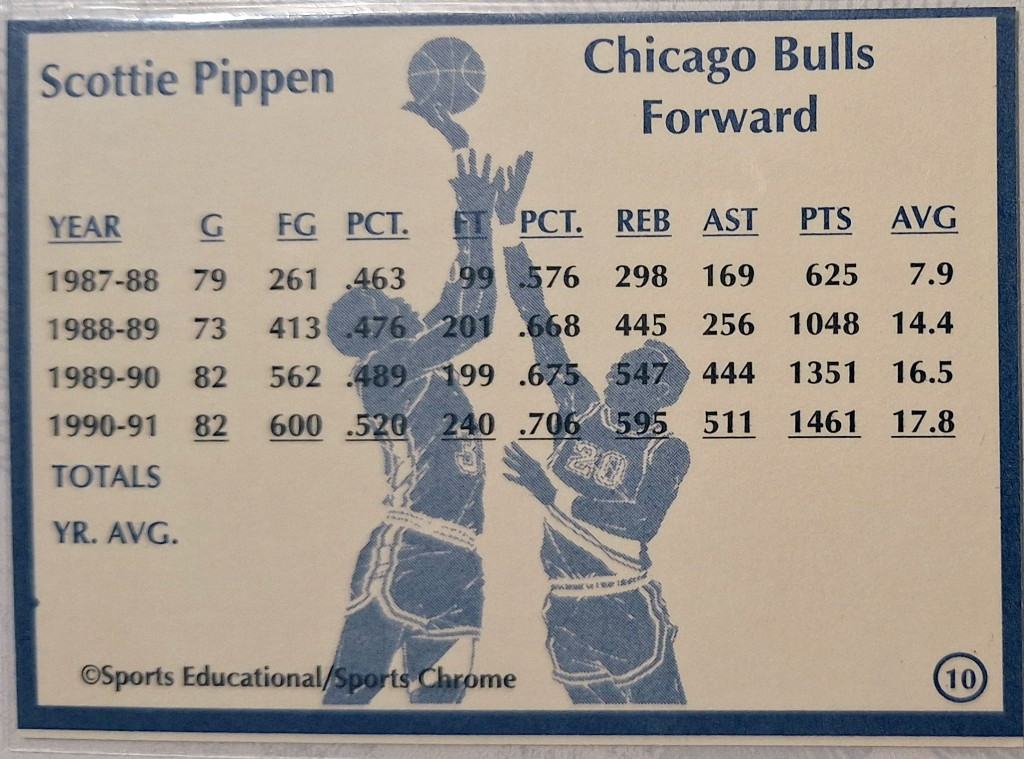 Scottie Pippen
Chicago Bulls
Forward
YEAR G FG PCT. FT PCT. REB AST PTS AVG
1987-88 79 261 .463 99 .576 298 169 625 7.9
1988-89 73 413 .476 201 .668 445 256 1048 14.4
1989-90 82 562 .489 199 .675 547 444 1351 16.5
1990-91 82 600 .520 240 .706 595 511 1461 17.8
TOTALS
YR. AVG.
3
20
©Sports Educational/Sports Chrome
10